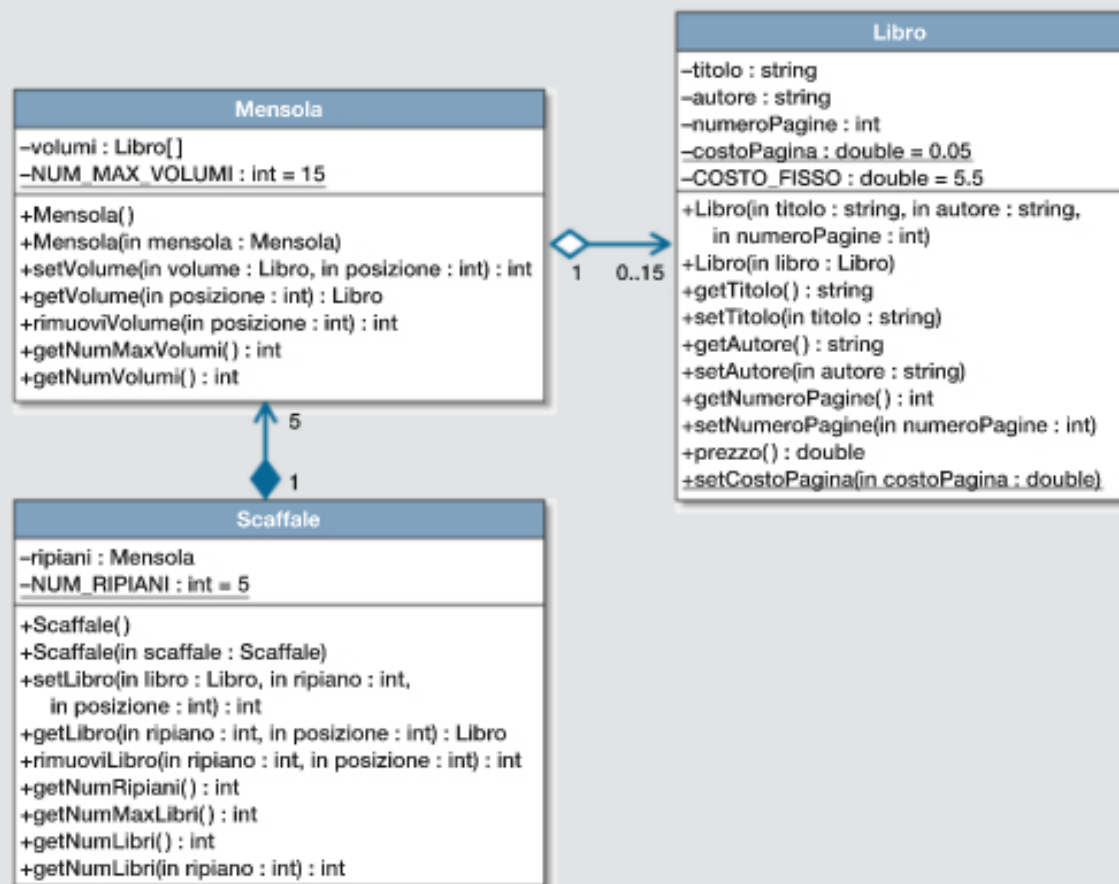 Mensola
–volumi : Libro[]
–NUM_MAX_VOLUMI : int = 15
+Mensola()
+Mensola(in mensola : Mensola)
+setVolume(in volume : Libro, in posizione : int) : int
+getVolume(in posizione : int) : Libro
+rimuoviVolume(in posizione : int) : int
+getNumMaxVolumi() : int
+getNumVolumi() : int
1
0..15
Libro
–titolo : string
–autore : string
–numeroPagine : int
–costoPagina : double = 0.05
–COSTO_FISSO : double = 5.5
+Libro(in titolo : string, in autore : string,
in numeroPagine : int)
+Libro(in libro : Libro)
+getTitolo() : string
+setTitolo(in titolo : string)
+getAutore() : string
+setAutore(in autore : string)
+getNumeroPagine() : int
+setNumeroPagine(in numeroPagine : int)
+prezzo() : double
+setCostoPagina(in costoPagina : double)
5
1
Scaffale
–ripiani : Mensola
–NUM_RIPIANI : int = 5
+Scaffale()
+Scaffale(in scaffale : Scaffale)
+setLibro(in libro : Libro, in ripiano : int,
in posizione : int) : int
+getLibro(in ripiano : int, in posizione : int) : Libro
+rimuoviLibro(in ripiano : int, in posizione : int) : int
+getNumRipiani() : int
+getNumMaxLibri() : int
+getNumLibri() : int
+getNumLibri(in ripiano : int) : int